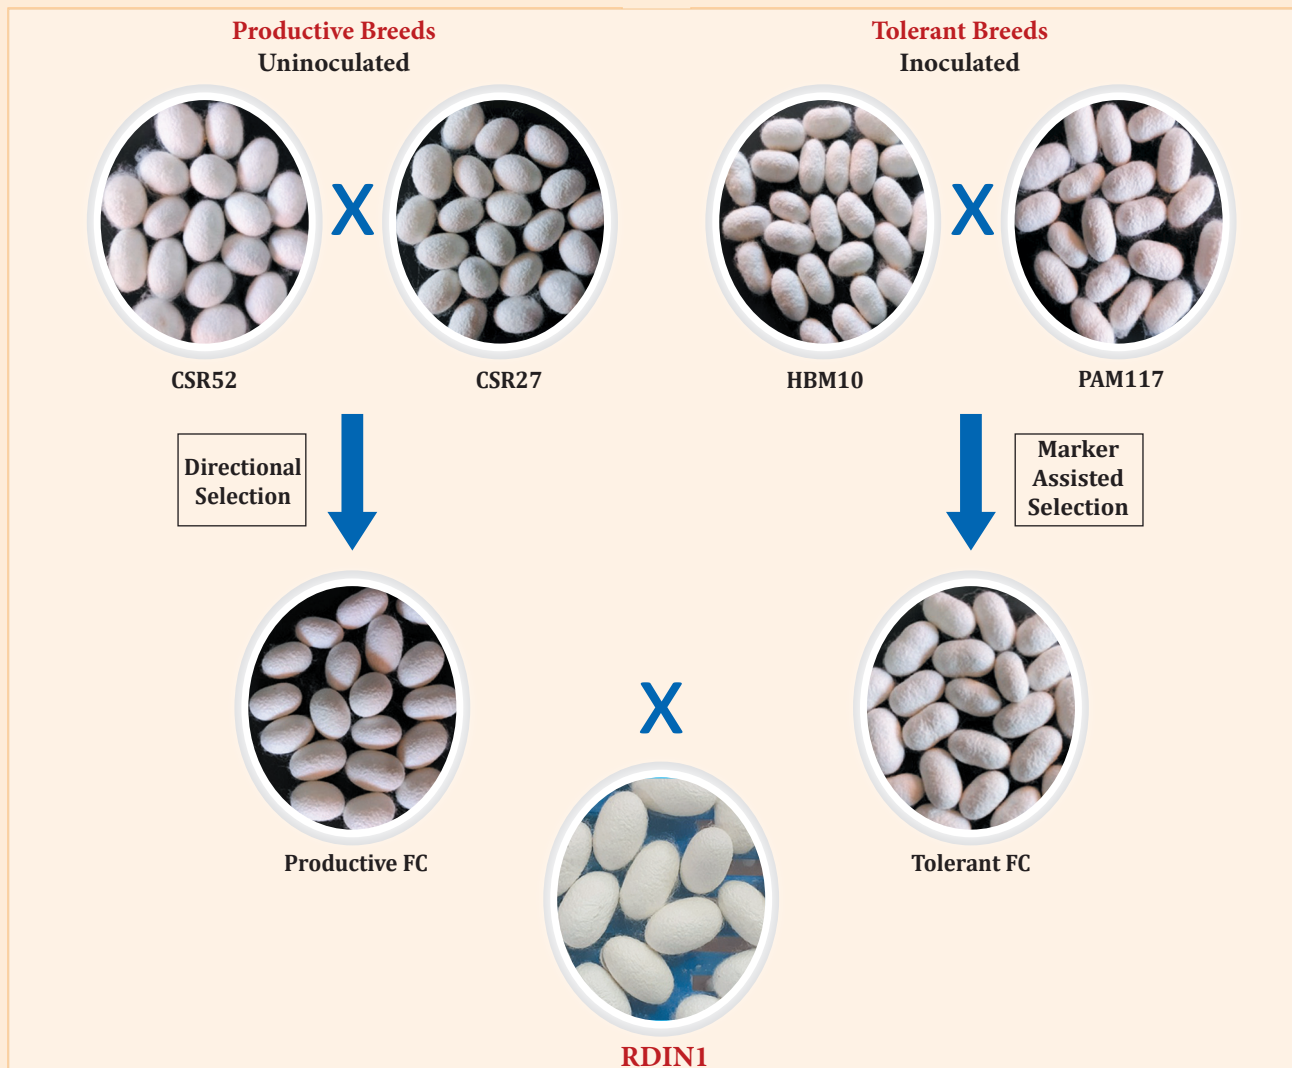 Productive Breeds
Uninoculated
Tolerant Breeds
Inoculated
X
X
CSR52
CSR27
HBM10
PAM117
Directional
Selection
Marker
Assisted
Selection
X
Productive FC
Tolerant FC
RDIN1